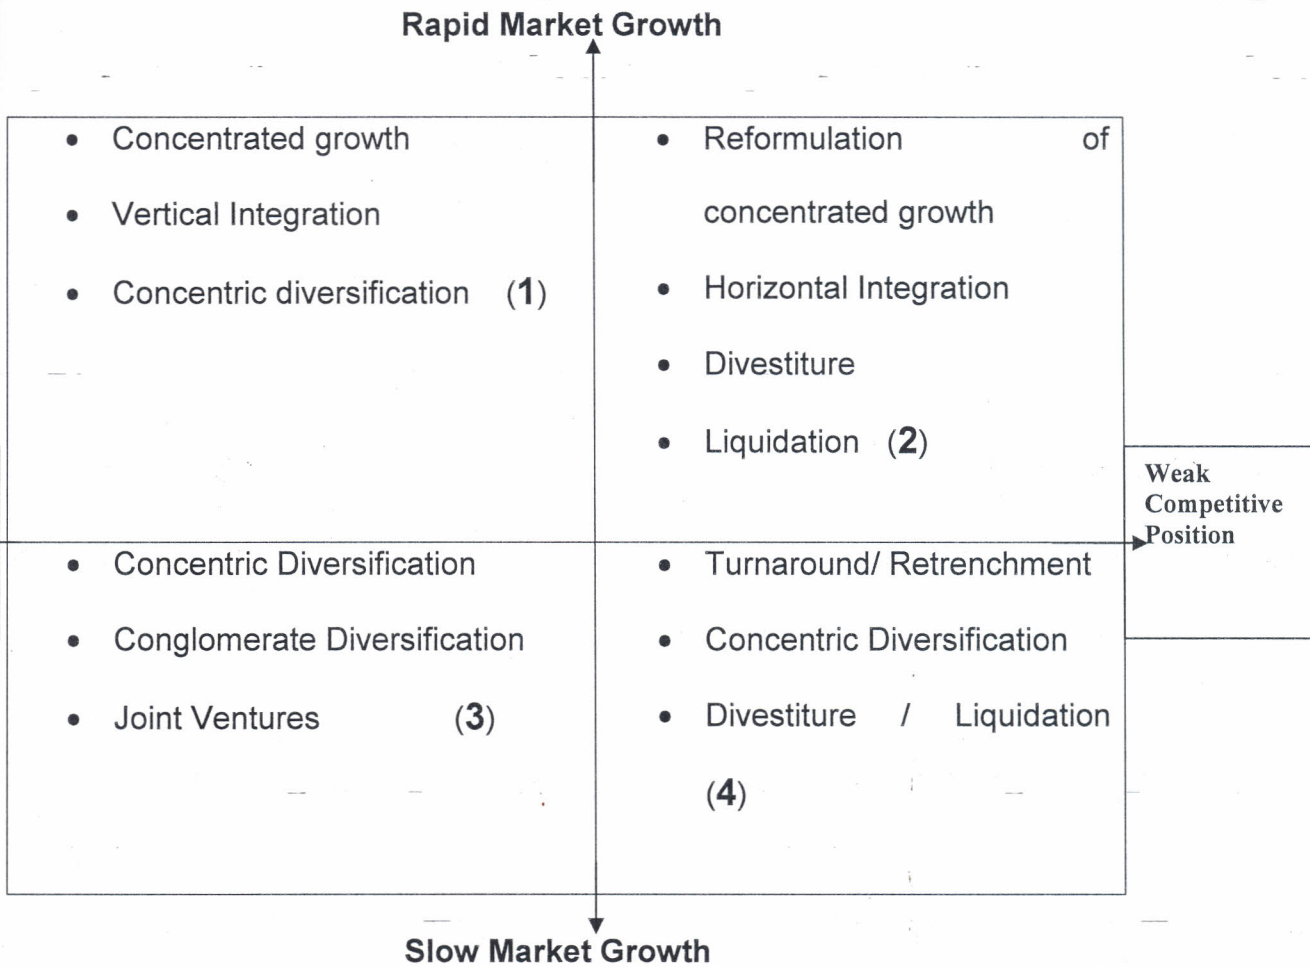 Rapid Market Growth
• Concentrated growth
• Vertical Integration
• Concentric diversification (1)
• Reformulation of
concentrated growth
• Horizontal Integration
• Divestiture
• Liquidation (2)
Weak
Competitive
Position
• Concentric Diversification
• Conglomerate Diversification
• Joint Ventures (3)
• Turnaround/ Retrenchment
• Concentric Diversification
• Divestiture / Liquidation
(4)
Slow Market Growth